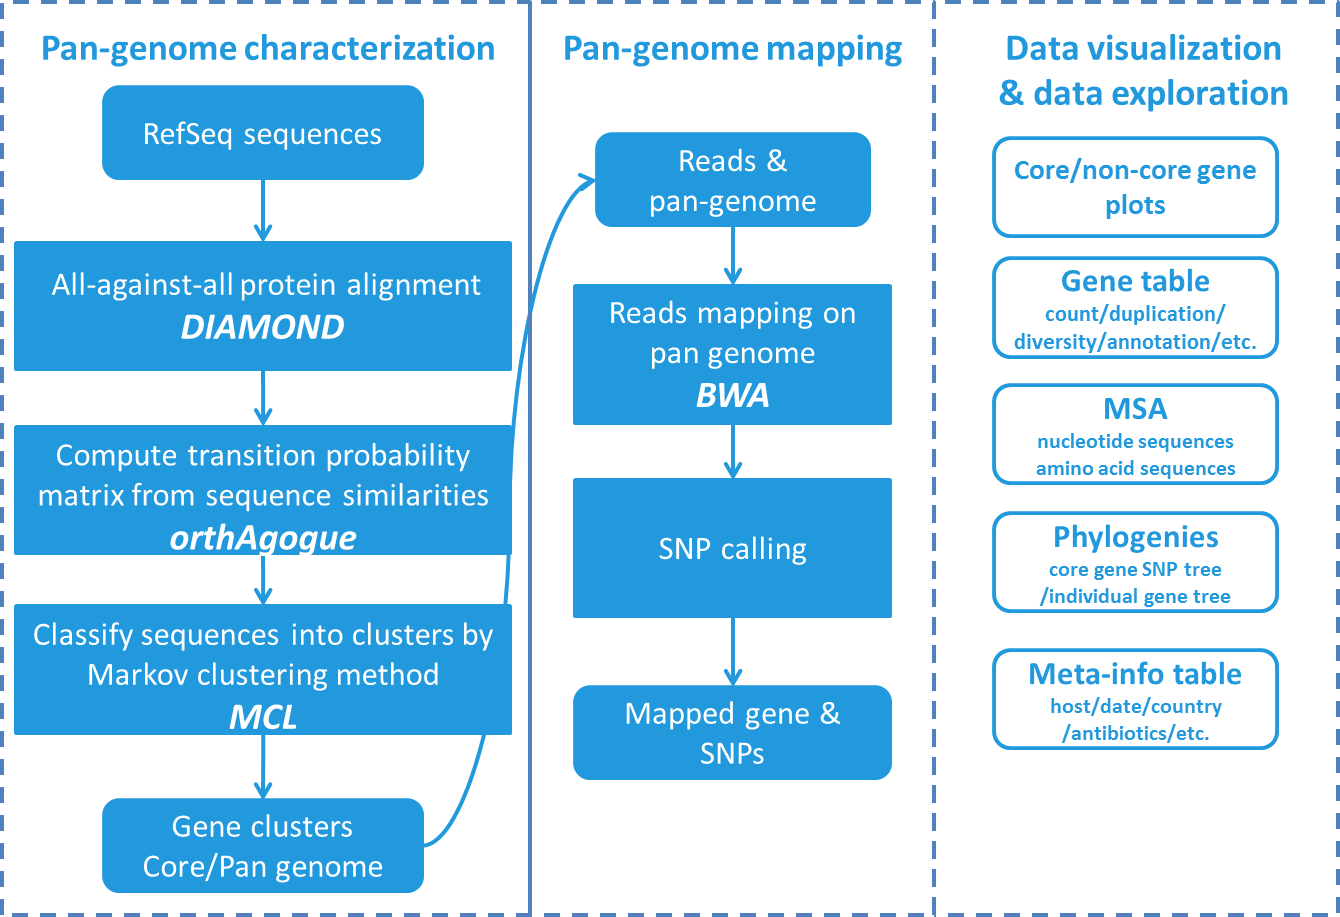 Pan-genome characterization
RefSeq sequences
All-against-all protein alignment
DIAMOND
Compute transition probability
matrix from sequence similarities
orthAgogue
Classify sequences into clusters by
Markov clustering method
MCL
Gene clusters
Core/Pan genome
Pan-genome mapping
Reads &
pan-genome
Reads mapping on
pan genome
BWA
SNP calling
Mapped gene &
SNPs
Data visualization
& data exploration
Core/non-core gene
plots
Gene table
count/duplication/
diversity/annotation/etc.
MSA
nucleotide sequences
amino acid sequences
Phylogenies
core gene SNP tree
/individual gene tree
Meta-info table
host/date/country
/antibiotics/etc.